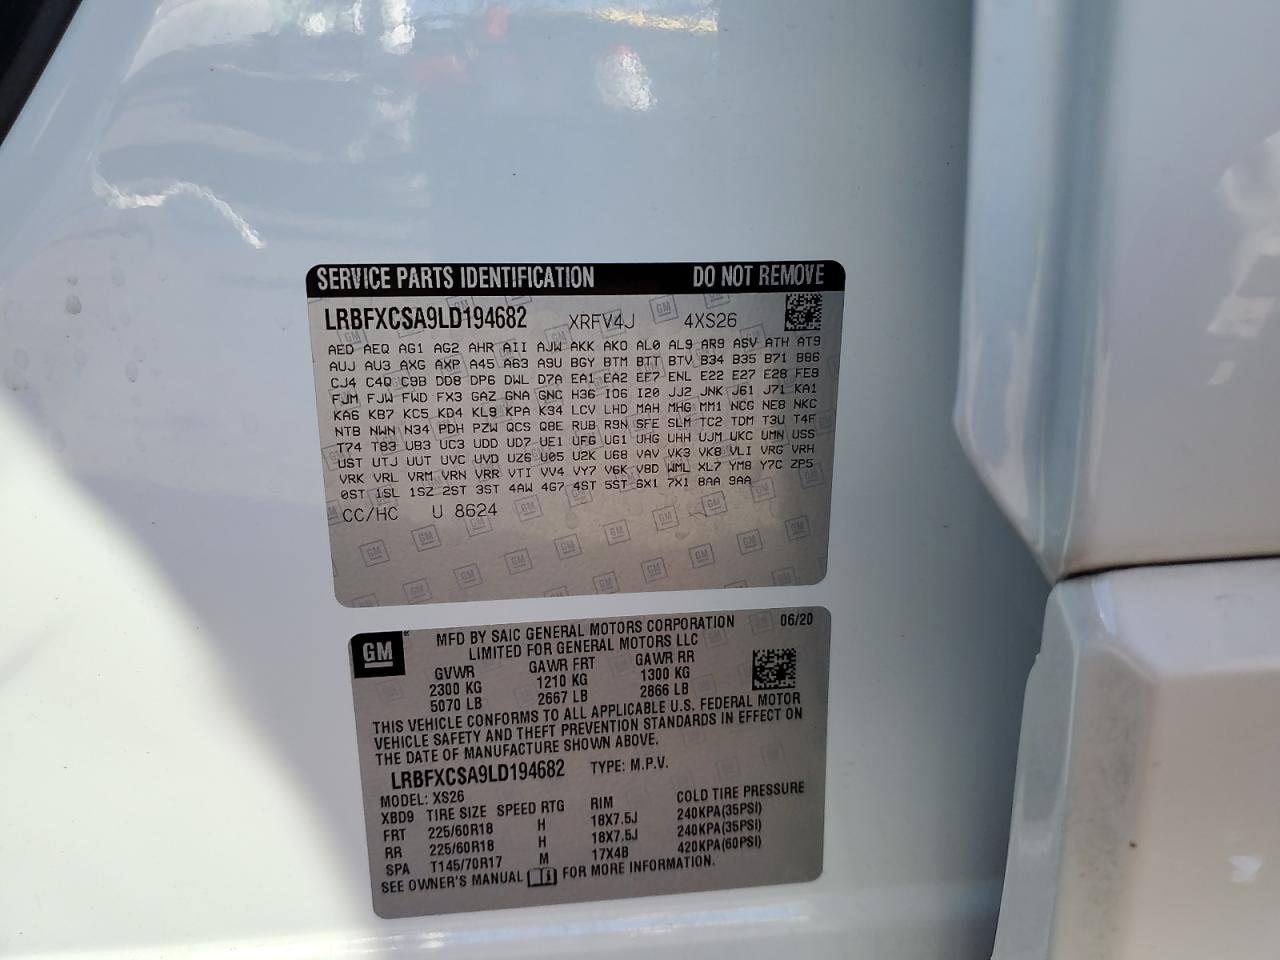 SERVICE PARTS IDENTIFICATION DO NOT REMOVE
LRBFXCSA9LD194682 XRFV4J 4XS26
AED AEQ AG1 AG2 AHR AII AJW AKK AKO AL0 AL9 AR9 ASV ATH AT9
AUJ AU3 AXG AXP A45 A63 A9U BGY BTM BTT BTV B34 B35 B71 B86
CJ4 C4Q C9B DD8 DP6 DWL D7A EA1 EA2 EF7 ENL E22 E27 E28 FE9
FJM FJW FWD FX3 GAZ GNA GNC H36 IO6 I20 JJ2 JNK J61 J71 KA1
KA6 KB7 KC5 KD4 KL9 KPA K34 LCV LHD MAH MHG MM1 NCG NE8 NKC
NTB NWN N34 PDH PZW QCS Q8E RUB R9N SFE SLM TC2 TDM T3U T4F
T74 T83 UB3 UC3 UDD UD7 UE1 UFG UG1 UHG UHH UJM UKC UMN USS
UST UTJ UUT UVC UVD UZ6 U05 U2K U68 VAV VK3 VK8 VLI VRG VRH
VRK VRL VRM VRN VRR VTI VV4 VY7 V6K V8D WML XL7 YM8 Y7C ZP5
0ST 1SL 1SZ 2ST 3ST 4AW 4G7 4ST 5ST 6X1 7X1 8AA 9AA
CC/HC U 8624
GM® MFD BY SAIC GENERAL MOTORS CORPORATION 06/20
LIMITED FOR GENERAL MOTORS LLC
GVWR GAWR FRT GAWR RR
2300 KG 1210 KG 1300 KG
5070 LB 2667 LB 2866 LB
THIS VEHICLE CONFORMS TO ALL APPLICABLE U.S. FEDERAL MOTOR
VEHICLE SAFETY AND THEFT PREVENTION STANDARDS IN EFFECT ON
THE DATE OF MANUFACTURE SHOWN ABOVE.
LRBFXCSA9LD194682 TYPE: M.P.V.
MODEL: XS26
XBD9 TIRE SIZE SPEED RTG RIM COLD TIRE PRESSURE
FRT 225/60R18 H 18X7.5J 240KPA(35PSI)
RR 225/60R18 H 18X7.5J 240KPA(35PSI)
SPA T145/70R17 M 17X4B 420KPA(60PSI)
SEE OWNER'S MANUAL FOR MORE INFORMATION.